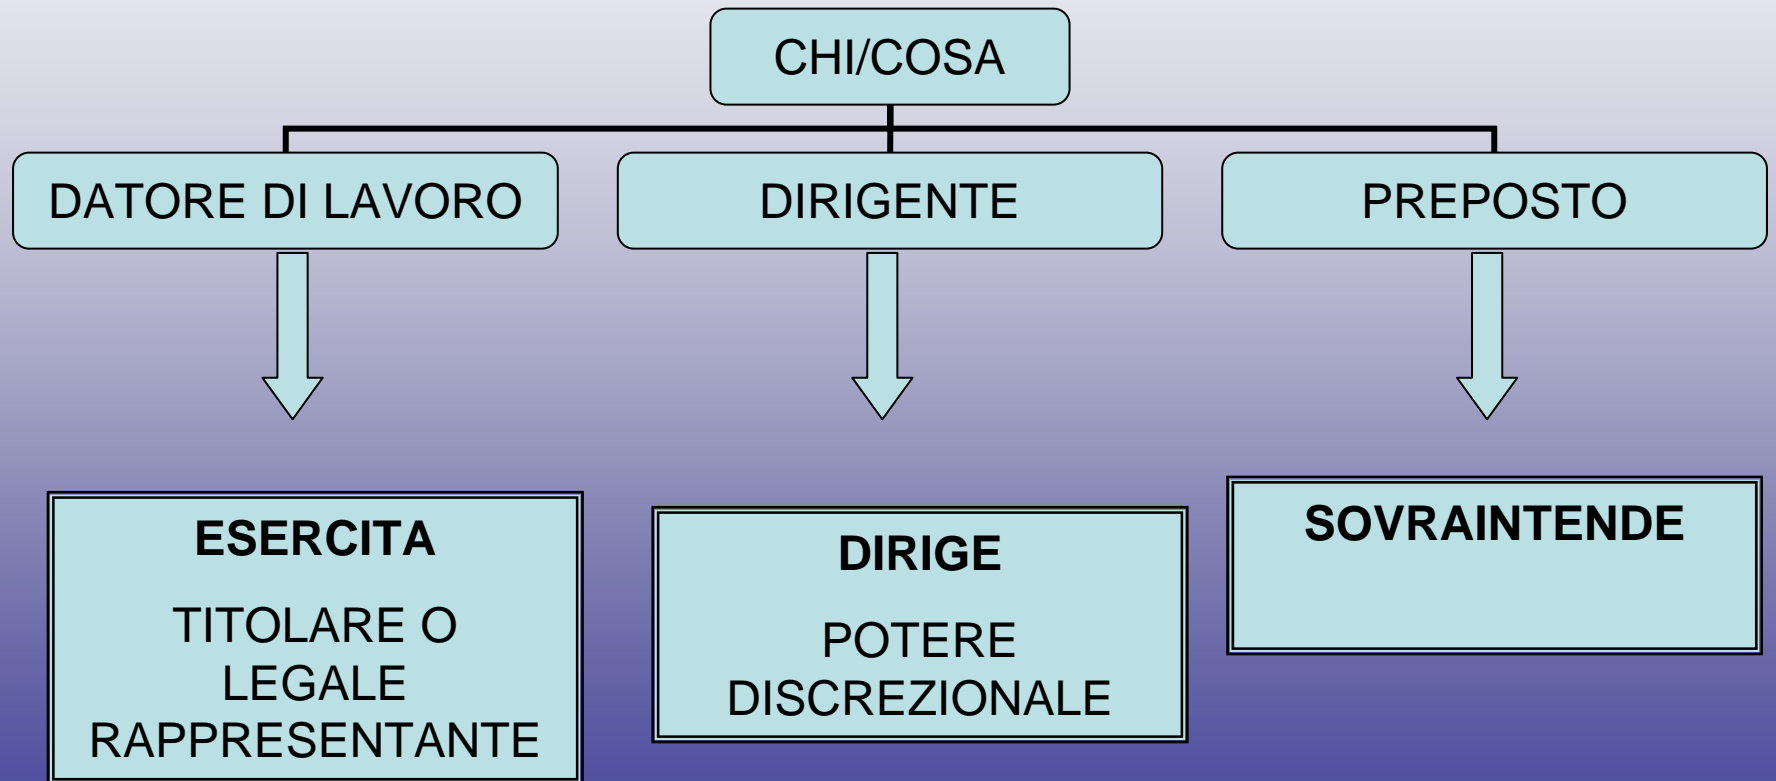 CHI/COSA
DATORE DI LAVORO
DIRIGENTE
PREPOSTO
ESERCITA
TITOLARE O
LEGALE
RAPPRESENTANTE
DIRIGE
POTERE
DISCREZIONALE
SOVRAINTENDE